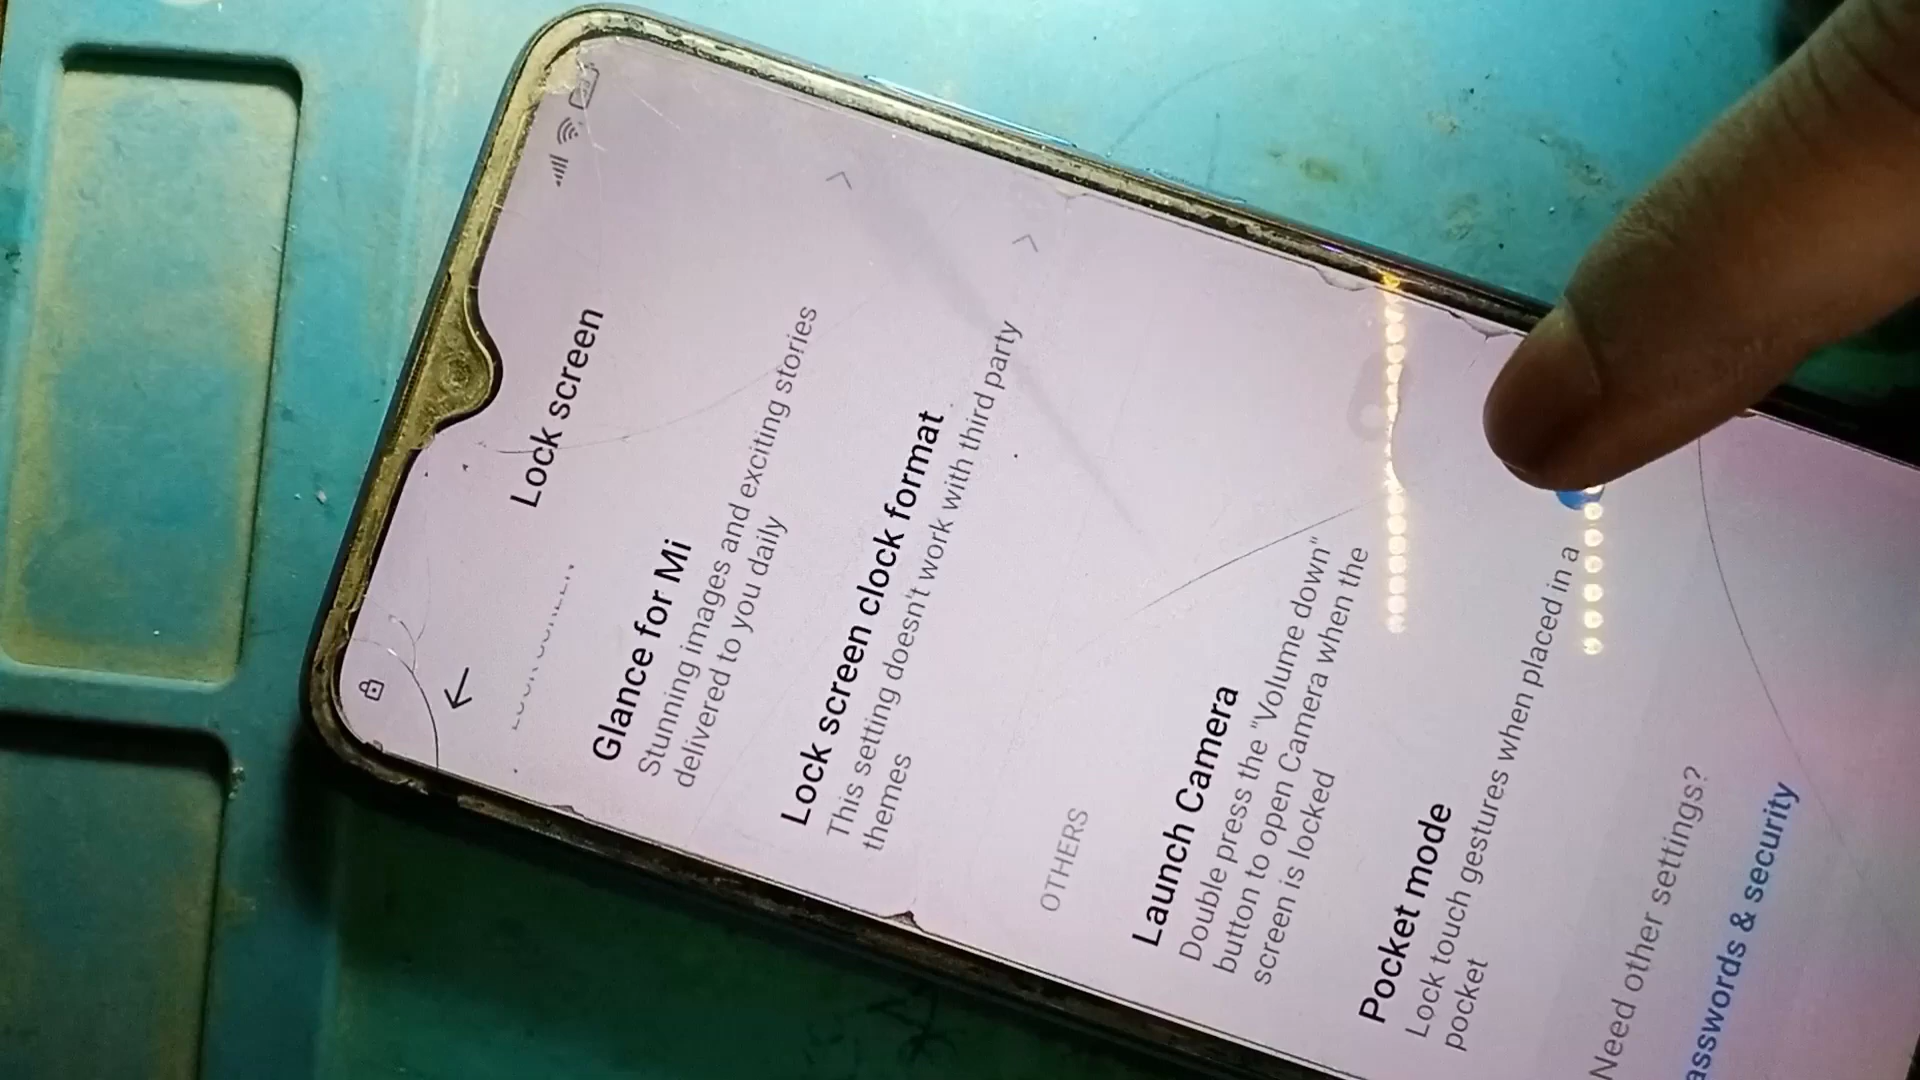 Lock screen
Glance for Mi
Stunning images and exciting stories
delivered to you daily
Lock screen clock format
This setting doesn't work with third party
themes
OTHERS
Launch Camera
Double press the "Volume down"
button to open Camera when the
screen is locked
Pocket mode
Lock touch gestures when placed in a
pocket
Need other settings?
asswords & security